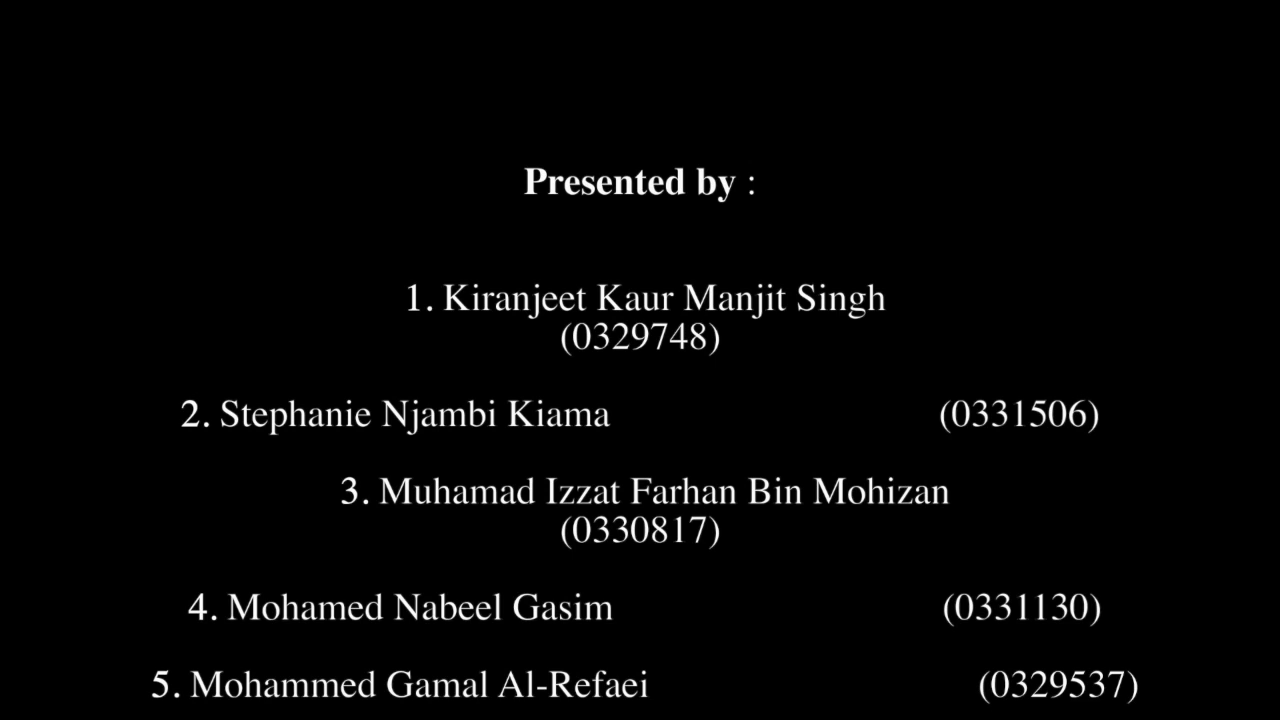 Presented by :
1. Kiranjeet Kaur Manjit Singh
(0329748)
2. Stephanie Njambi Kiama (0331506)
3. Muhamad Izzat Farhan Bin Mohizan
(0330817)
4. Mohamed Nabeel Gasim (0331130)
5. Mohammed Gamal Al-Refaei (0329537)